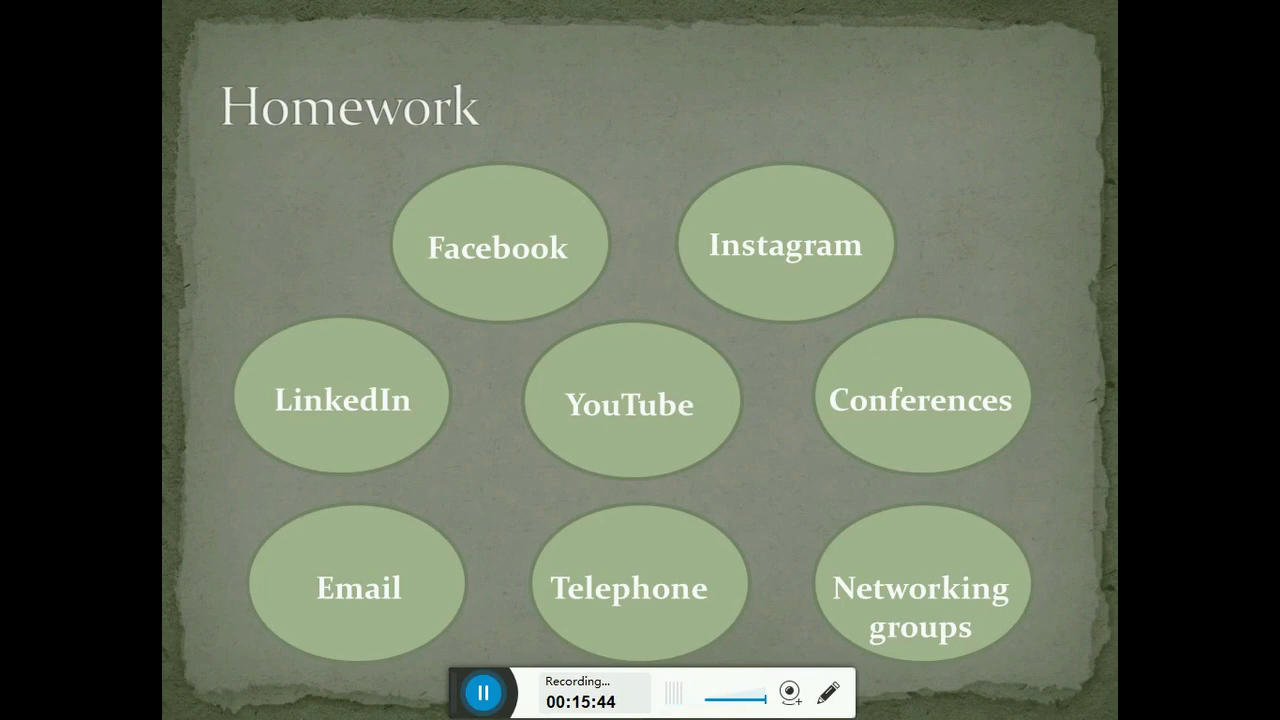 Homework
Facebook
Instagram
LinkedIn
YouTube
Conferences
Email
Telephone
Networking
groups
Recording...
00:15:44